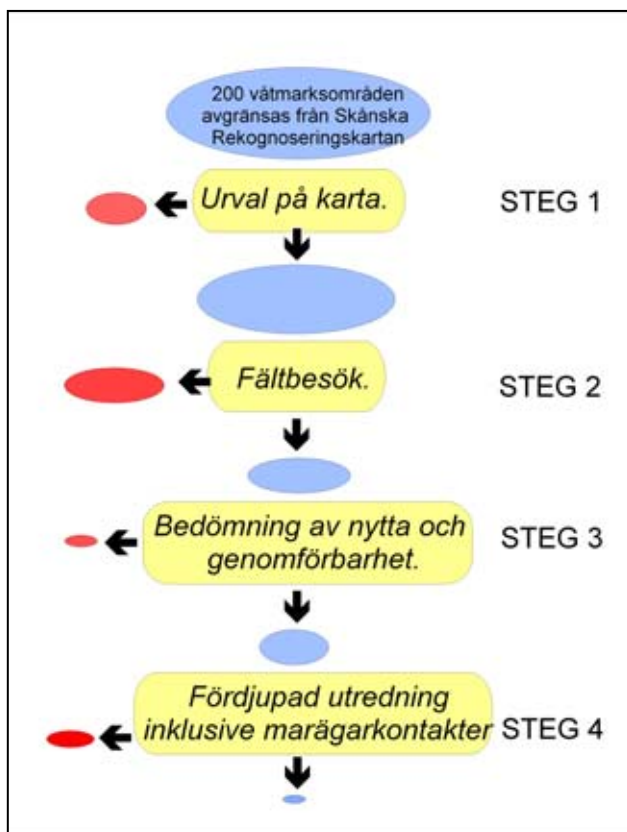 200 våtmarksområden
avgränsas från Skånska
Rekognoseringskartan
Urval på karta.
STEG 1
Fältbesök.
STEG 2
Bedömning av nytta och
genomförbarhet.
STEG 3
Fördjupad utredning
inklusive marägarkontakter
STEG 4